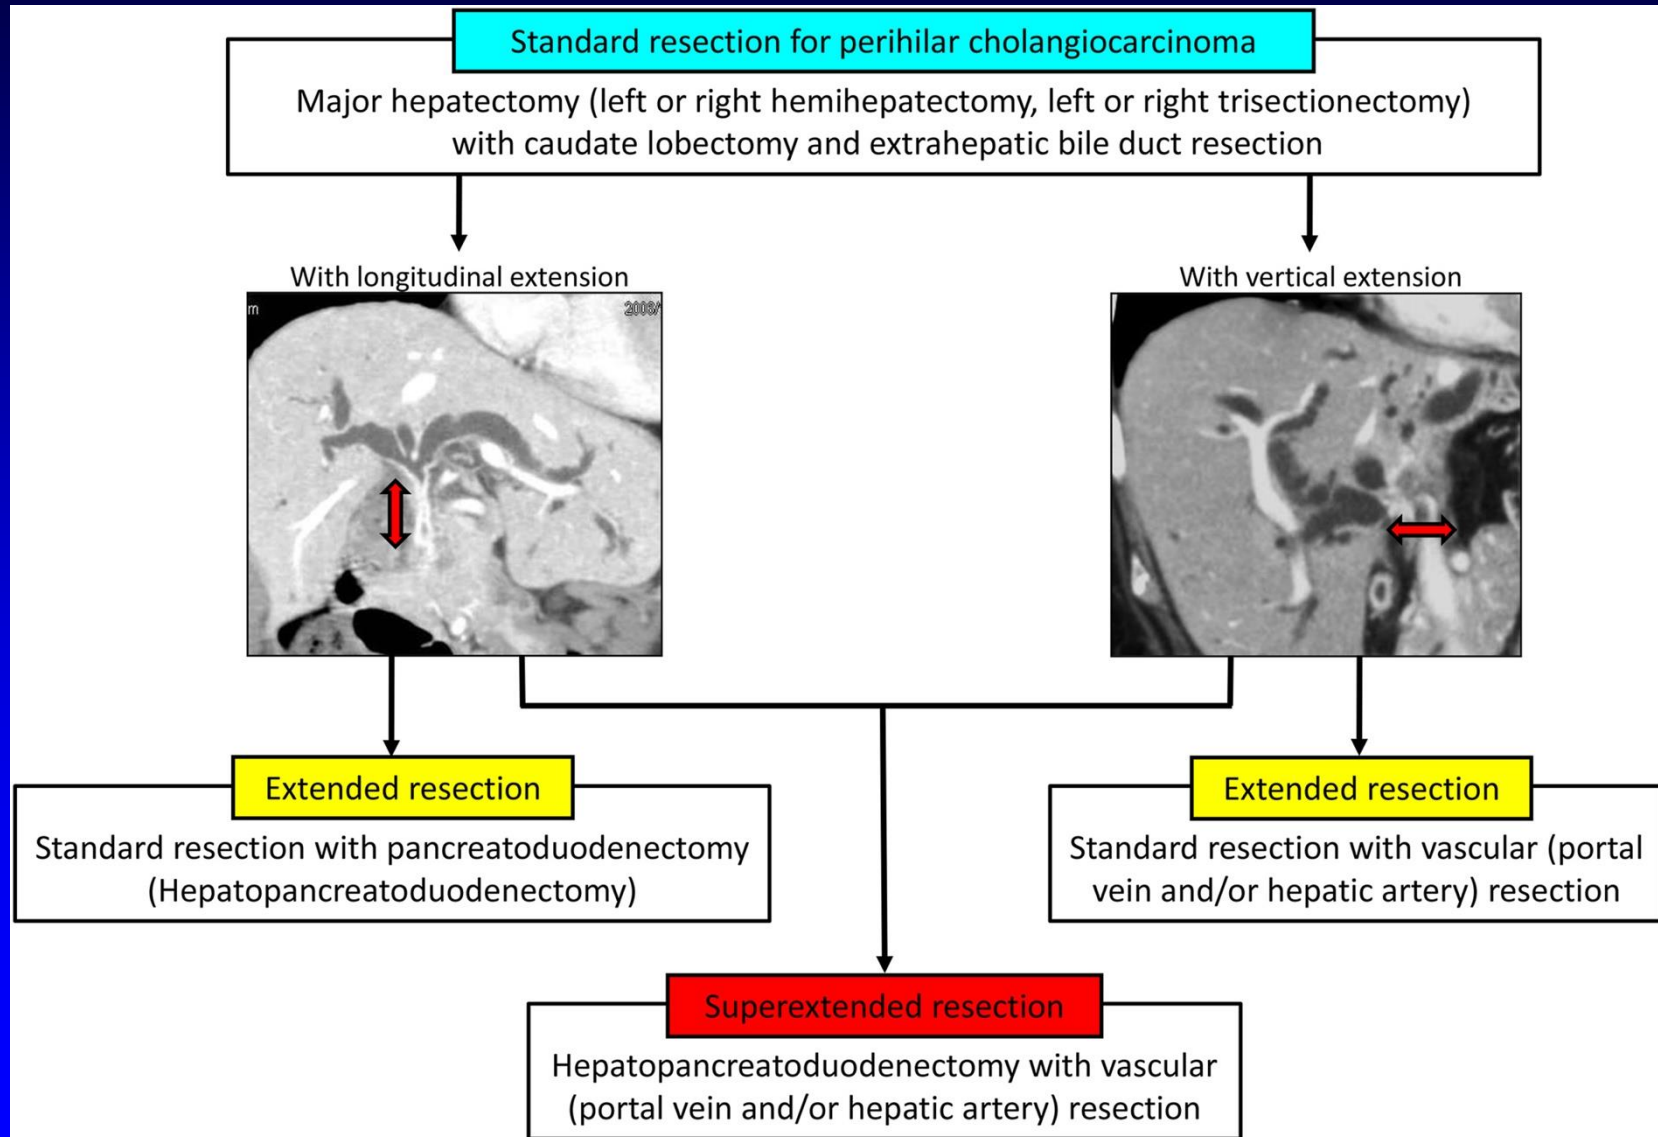 Standard resection for perihilar cholangiocarcinoma
Major hepatectomy (left or right hemihepatectomy, left or right trisectionectomy)
with caudate lobectomy and extrahepatic bile duct resection
With longitudinal extension
With vertical extension
m
2008/
Extended resection
Standard resection with pancreatoduodenectomy
(Hepatopancreatoduodenectomy)
Extended resection
Standard resection with vascular (portal
vein and/or hepatic artery) resection
Superextended resection
Hepatopancreatoduodenectomy with vascular
(portal vein and/or hepatic artery) resection